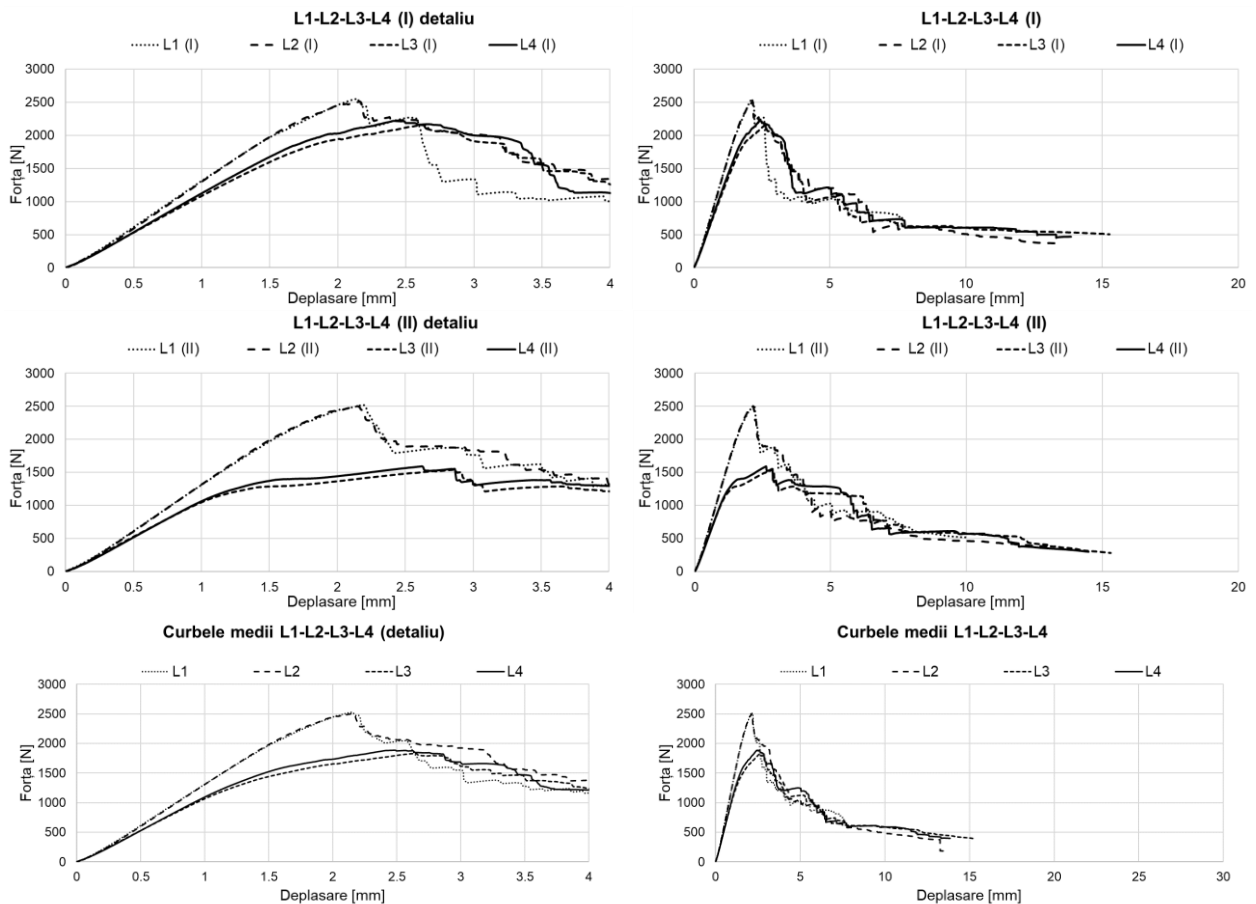 L1-L2-L3-L4 (I) detaliu
L1 (I) L2 (I) L3 (I) L4 (I)
Forța [N]
3000
2500
2000
1500
1000
500
0
0 0.5 1 1.5 2 2.5 3 3.5 4
Deplasare [mm]
L1-L2-L3-L4 (I)
L1 (I) L2 (I) L3 (I) L4 (I)
Forța [N]
3000
2500
2000
1500
1000
500
0
0 5 10 15 20
Deplasare [mm]
L1-L2-L3-L4 (II) detaliu
L1 (II) L2 (II) L3 (II) L4 (II)
Forța [N]
3000
2500
2000
1500
1000
500
0
0 0.5 1 1.5 2 2.5 3 3.5 4
Deplasare [mm]
L1-L2-L3-L4 (II)
L1 (II) L2 (II) L3 (II) L4 (II)
Forța [N]
3000
2500
2000
1500
1000
500
0
0 5 10 15 20
Deplasare [mm]
Curbele medii L1-L2-L3-L4 (detaliu)
L1 L2 L3 L4
Forța [N]
3000
2500
2000
1500
1000
500
0
0 0.5 1 1.5 2 2.5 3 3.5 4
Deplasare [mm]
Curbele medii L1-L2-L3-L4
L1 L2 L3 L4
Forța [N]
3000
2500
2000
1500
1000
500
0
0 5 10 15 20 25 30
Deplasare [mm]